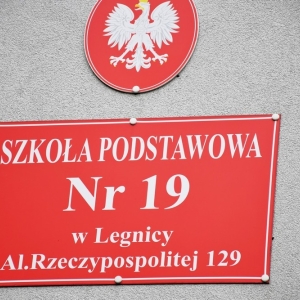 SZKOŁA PODSTAWOWA
Nr 19
w Legnicy
Al.Rzeczypospolitej 129